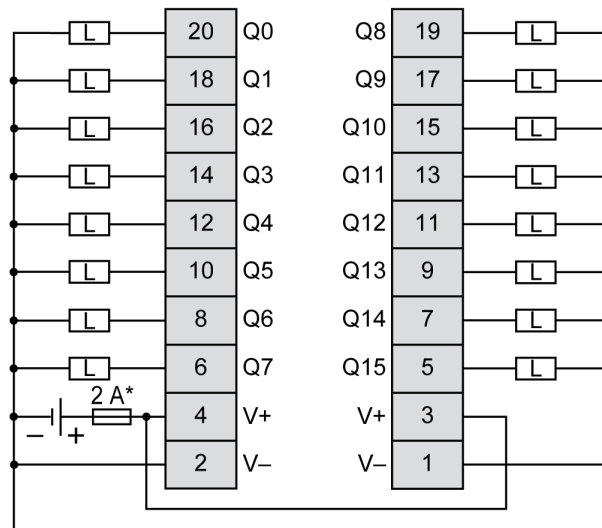 L 20 Q0 Q8 19 L
L 18 Q1 Q9 17 L
L 16 Q2 Q10 15 L
L 14 Q3 Q11 13 L
L 12 Q4 Q12 11 L
L 10 Q5 Q13 9 L
L 8 Q6 Q14 7 L
L 6 Q7 Q15 5 L
2 A*
– + 4 V+ V+ 3
2 V– V– 1